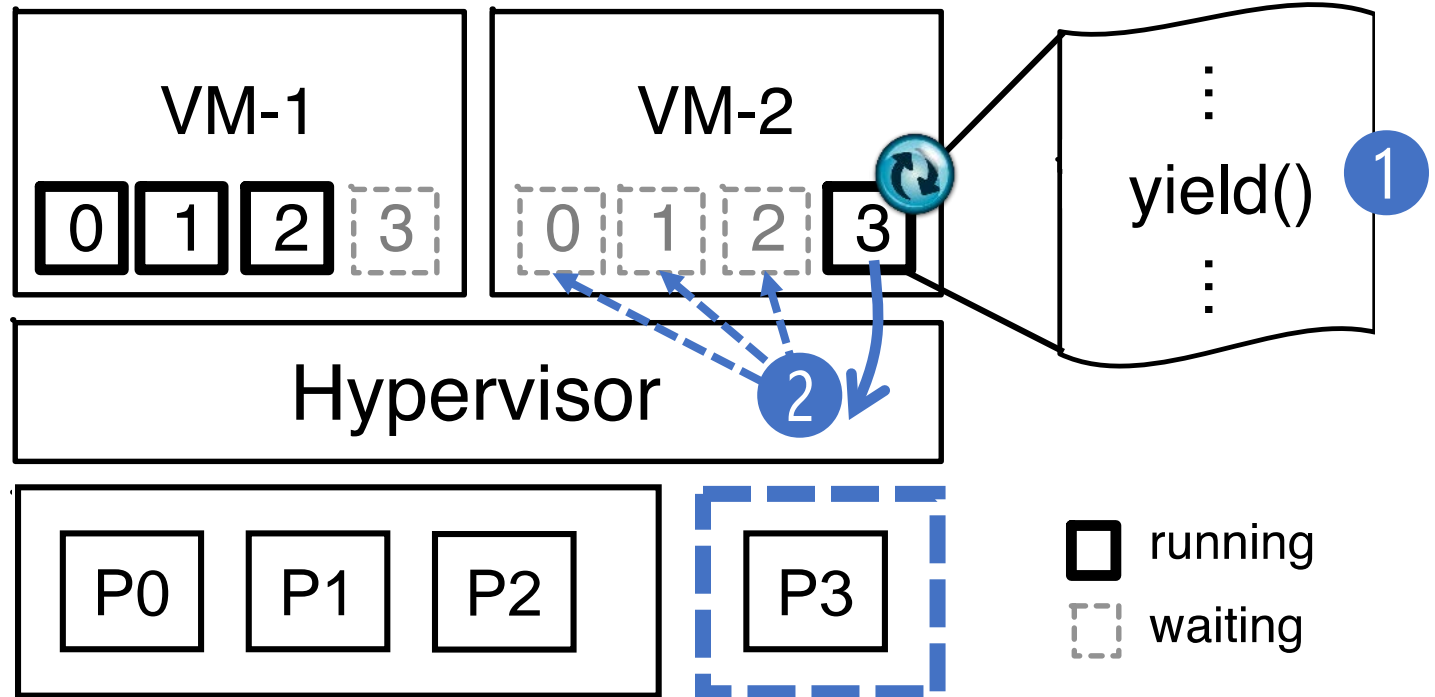 VM-1
0 1 2 3
VM-2
0 1 2 3
⋮
yield()
⋮
1
Hypervisor
2
P0 P1 P2
P3
running
waiting